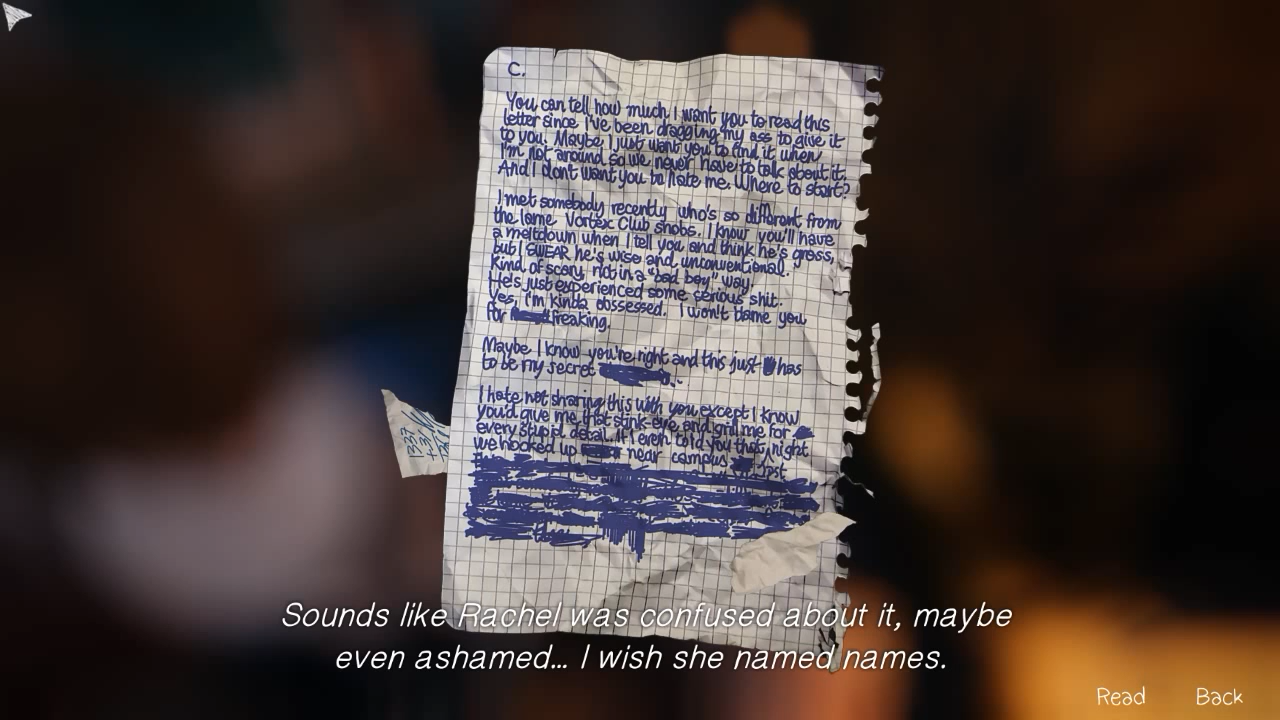 C.
You can tell how much I want you to read this
letter since I've been dragging my ass to give it
to you. Maybe I just want you to find it when
I'm not around so we never have to talk about it.
And I dont want you to hate me. Where to start?
I met somebody recently who's so different from
the lame Vortex Club snobs. I know you'll have
a meltdown when I tell you and think he's gross,
but I SWEAR he's wise and unconventional.
Kind of scary, not in a "bad boy" way.
He's just experienced some serious shit.
Yes, I'm kinda obssessed. I won't blame you
for freaking.
Maybe I know you're right and this just has
to be my secret
I hate not sharing this with you except I know
you'd give me that stink-eye and grill me for
every stupid detail. If I even told you that night
we hooked up near campus just
337
Sounds like Rachel was confused about it, maybe
even ashamed... I wish she named names.
Read Back